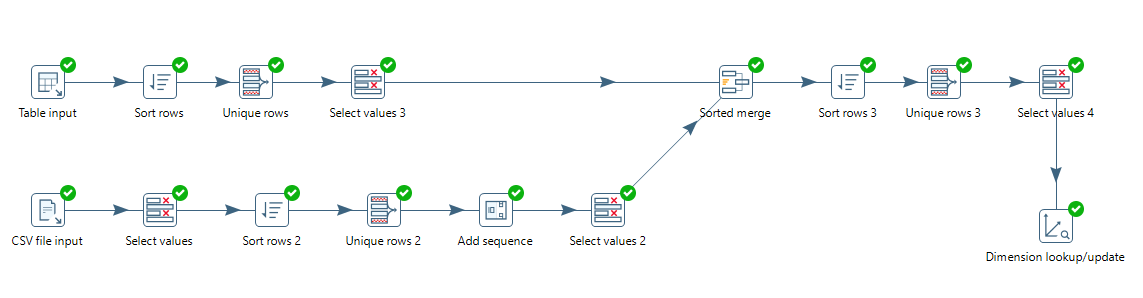 Table input
Sort rows
Unique rows
Select values 3
Sorted merge
Sort rows 3
Unique rows 3
Select values 4
CSV file input
Select values
Sort rows 2
Unique rows 2
Add sequence
Select values 2
Dimension lookup/update